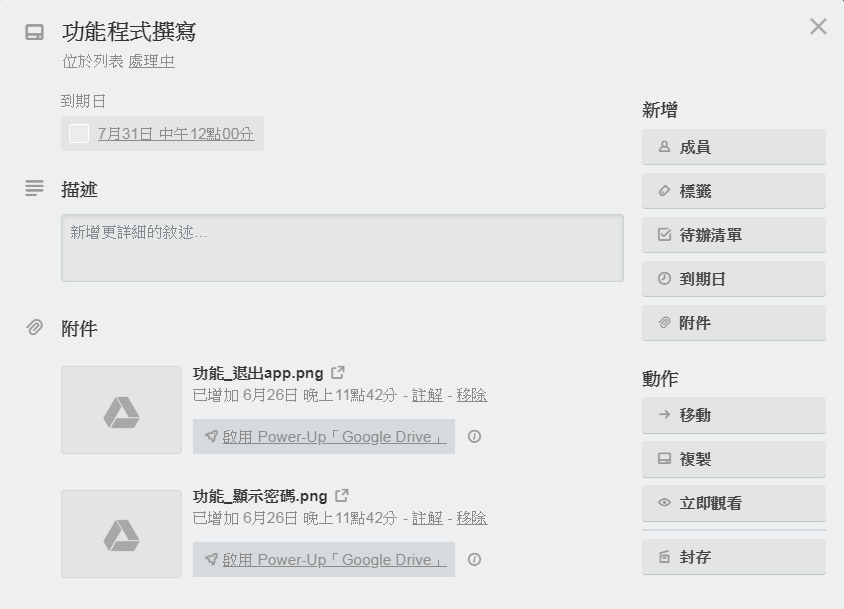 功能程式撰寫
位於列表 處理中
到期日
7月31日 中午12點00分
描述
新增更詳細的敘述...
附件
功能_退出app.png
已增加 6月26日 晚上11點42分 - 註解 - 移除
啟用 Power-Up「Google Drive」
功能_顯示密碼.png
已增加 6月26日 晚上11點42分 - 註解 - 移除
啟用 Power-Up「Google Drive」
新增
成員
標籤
待辦清單
到期日
附件
動作
移動
複製
立即觀看
封存